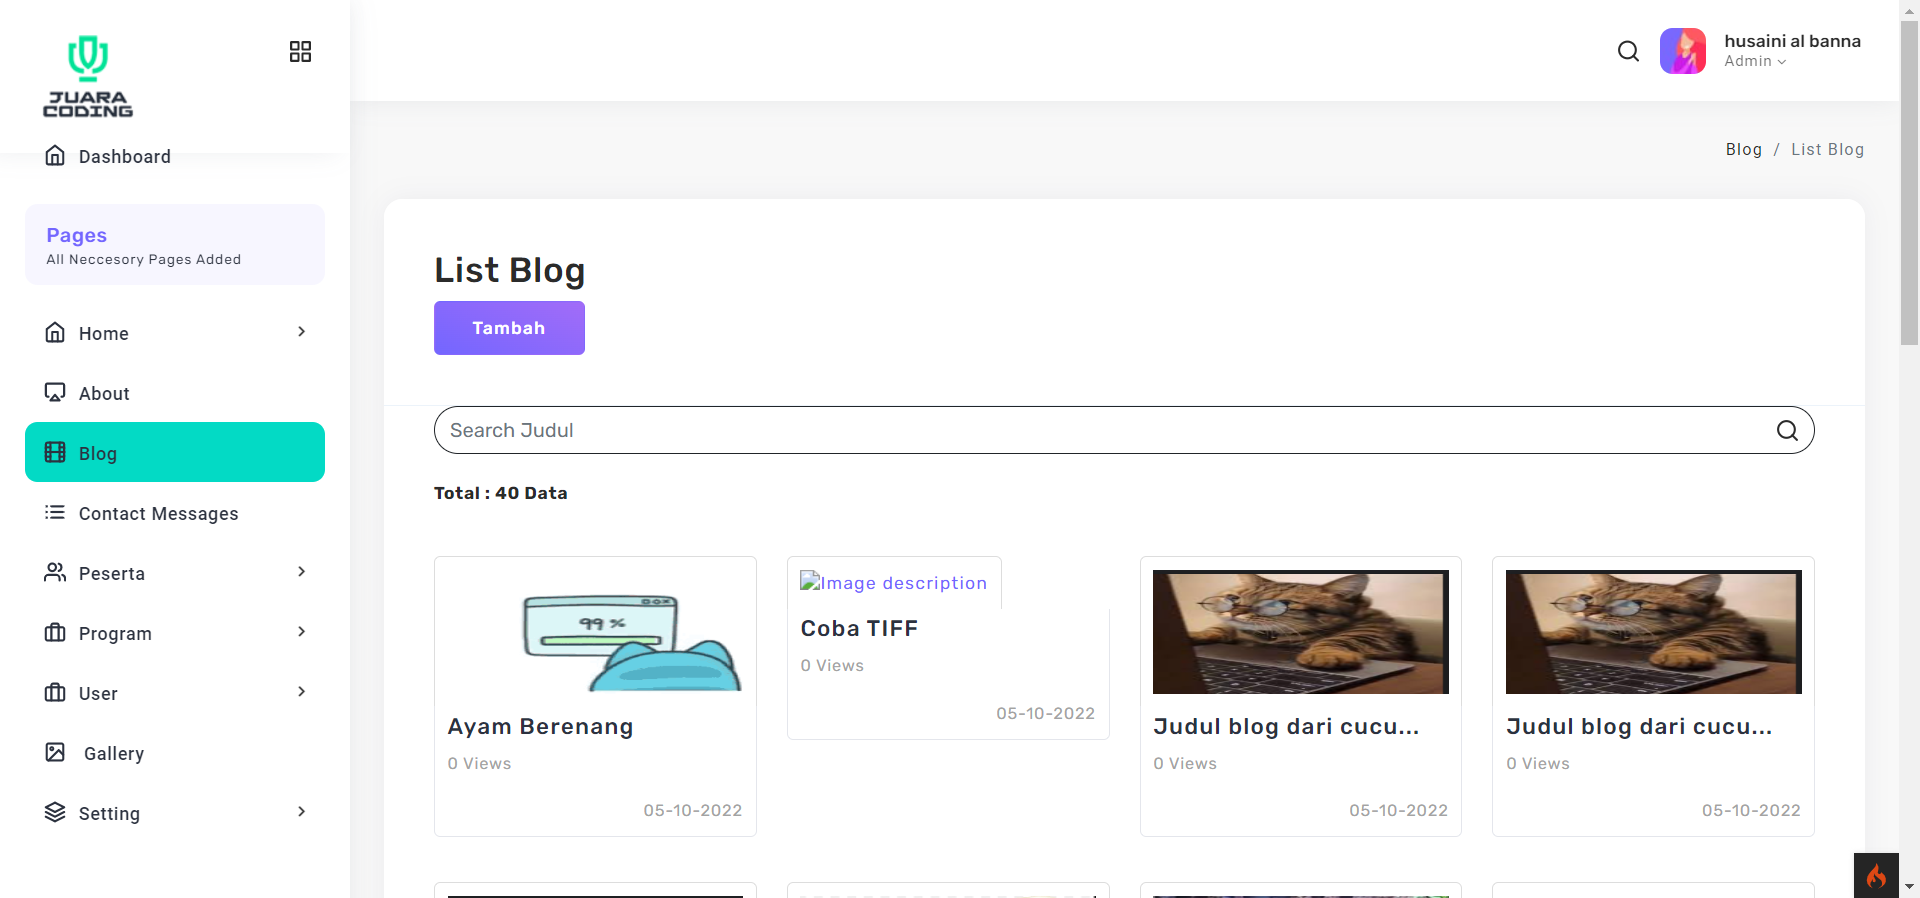 JUARA
CODING
husaini al banna
Admin
Dashboard
Blog / List Blog
Pages
All Neccesory Pages Added
Home
About
Blog
Contact Messages
Peserta
Program
User
Gallery
Setting
List Blog
Tambah
Search Judul
Total : 40 Data
99 %
Ayam Berenang
0 Views
05-10-2022
Image description
Coba TIFF
0 Views
05-10-2022
Judul blog dari cucu...
0 Views
05-10-2022
Judul blog dari cucu...
0 Views
05-10-2022